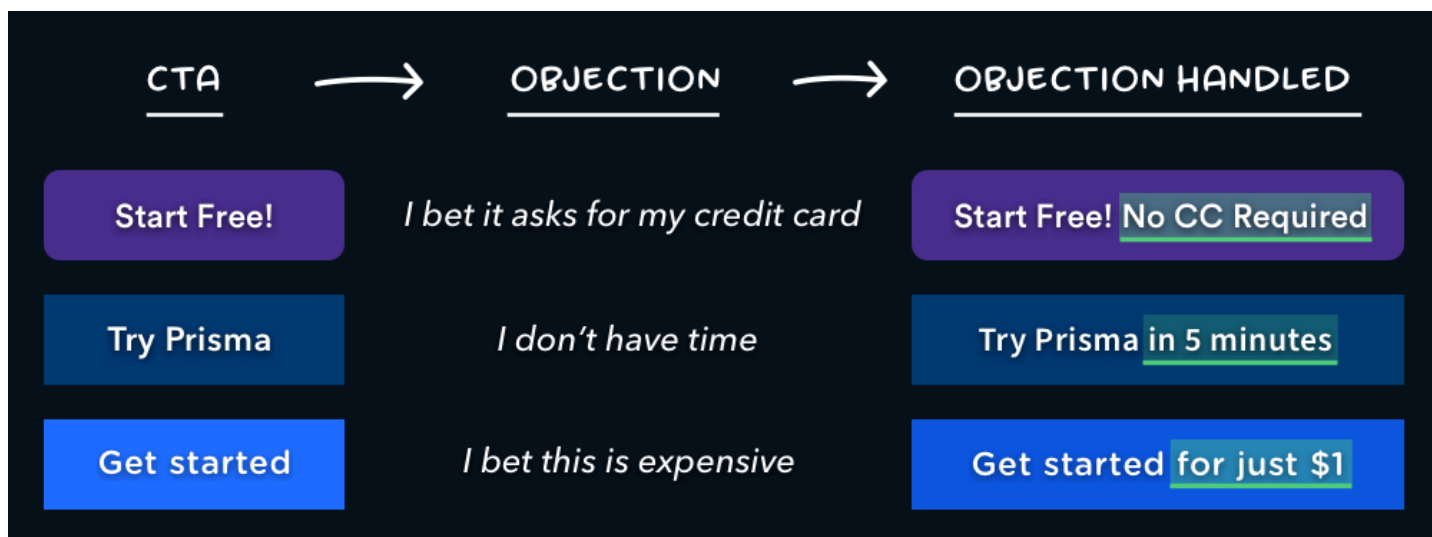 CTA → OBJECTION → OBJECTION HANDLED
Start Free! I bet it asks for my credit card Start Free! No CC Required
Try Prisma I don’t have time Try Prisma in 5 minutes
Get started I bet this is expensive Get started for just $1